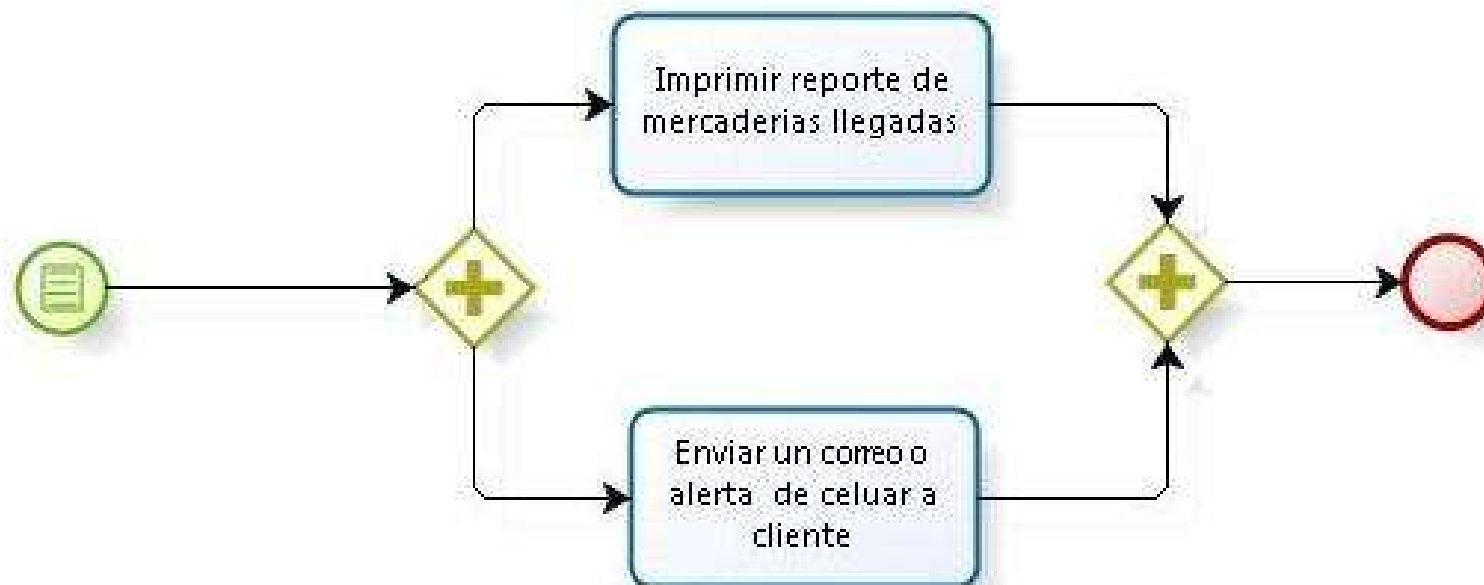 Imprimir reporte de
mercaderias llegadas
Enviar un correo o
alerta de celuar a
cliente